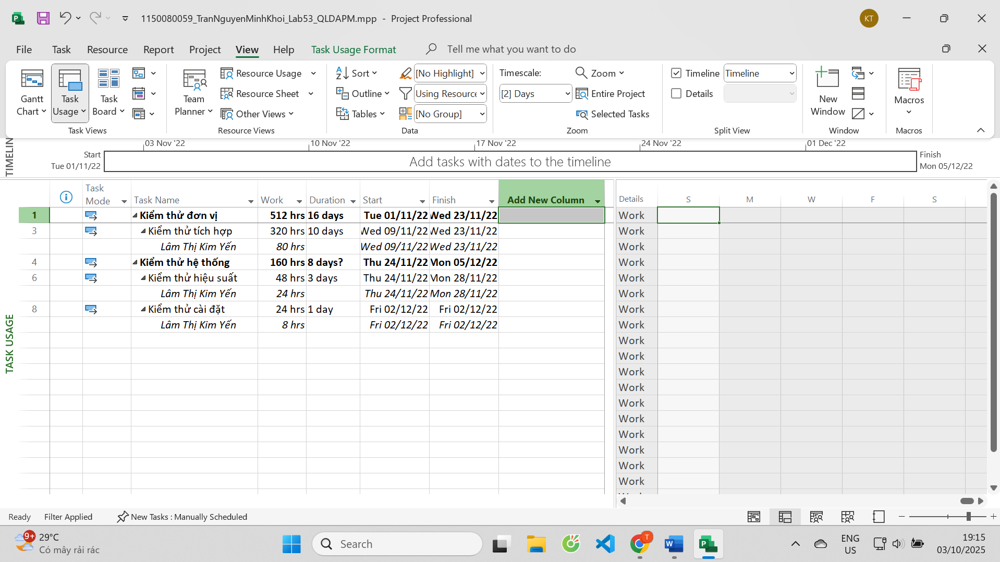 1150080059_TranNguyenMinhKhoi_Lab53_QLDAPM.mpp - Project Professional
KT
File Task Resource Report Project View Help Task Usage Format Tell me what you want to do
Gantt Chart
Task Usage
Task Board
Task Views
Team Planner
Resource Usage
Resource Sheet
Other Views
Resource Views
Sort
Outline
Tables
[No Highlight]
Using Resource
[No Group]
Data
Timescale:
[2] Days
Zoom
Entire Project
Selected Tasks
Zoom
Timeline Timeline
Details
Split View
New Window
Window
Macros
Macros
TIMELIN
03 Nov '22 10 Nov '22 17 Nov '22 24 Nov '22 01 Dec '22
Start
Tue 01/11/22
Add tasks with dates to the timeline
Finish
Mon 05/12/22
TASK USAGE
Task Mode Task Name Work Duration Start Finish Add New Column Details S M W F S
1 Kiểm thử đơn vị 512 hrs 16 days Tue 01/11/22 Wed 23/11/22 Work
3 Kiểm thử tích hợp 320 hrs 10 days Wed 09/11/22 Wed 23/11/22 Work
Lâm Thị Kim Yến 80 hrs Wed 09/11/22 Wed 23/11/22 Work
4 Kiểm thử hệ thống 160 hrs 8 days? Thu 24/11/22 Mon 05/12/22 Work
6 Kiểm thử hiệu suất 48 hrs 3 days Thu 24/11/22 Mon 28/11/22 Work
Lâm Thị Kim Yến 24 hrs Thu 24/11/22 Mon 28/11/22 Work
8 Kiểm thử cài đặt 24 hrs 1 day Fri 02/12/22 Fri 02/12/22 Work
Lâm Thị Kim Yến 8 hrs Fri 02/12/22 Fri 02/12/22 Work
Work
Work
Work
Work
Work
Work
Work
Work
Work
Work
Ready Filter Applied New Tasks : Manually Scheduled
9+
29°C
Có mây rải rác
Search
T
ENG
US
19:15
03/10/2025